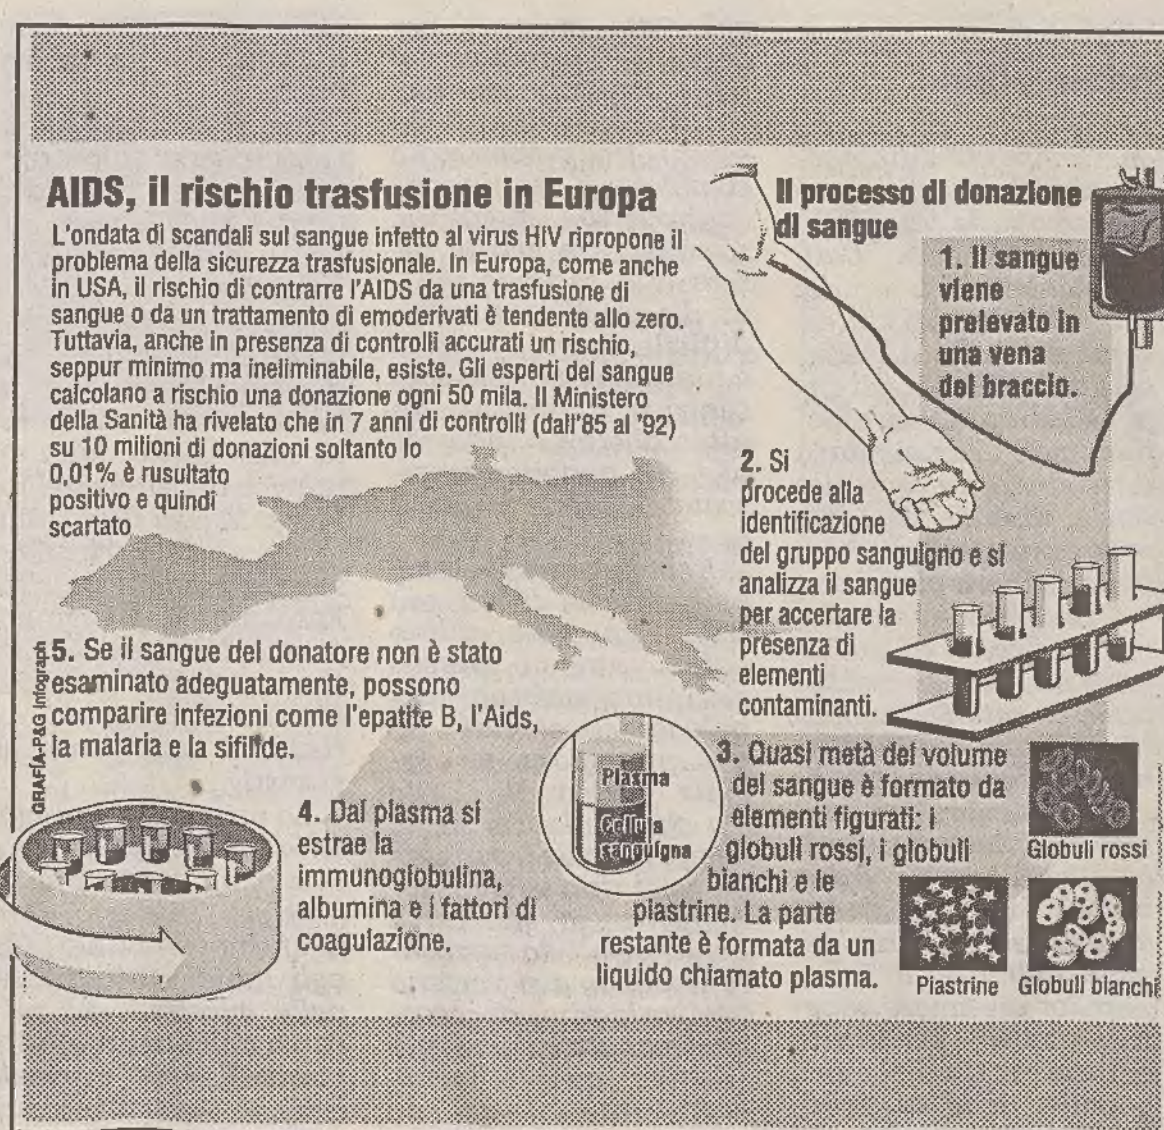 AIDS, il rischio trasfusione in Europa
L'ondata di scandali sul sangue infetto al virus HIV ripropone il
problema della sicurezza trasfusionale. In Europa, come anche
in USA, il rischio di contrarre l'AIDS da una trasfusione di
sangue o da un trattamento di emoderivati è tendente allo zero.
Tuttavia, anche in presenza di controlli accurati un rischio,
seppur minimo ma ineliminabile, esiste. Gli esperti del sangue
calcolano a rischio una donazione ogni 50 mila. Il Ministero
della Sanità ha rivelato che in 7 anni di controlli (dall'85 al '92)
su 10 milioni di donazioni soltanto lo
0,01% è rusultato
positivo e quindi
scartato
Il processo di donazione
di sangue
1. Il sangue
viene
prelevato in
una vena
del braccio.
2. Si
procede alla
identificazione
del gruppo sanguigno e si
analizza il sangue
per accertare la
presenza di
elementi
contaminanti.
3. Quasi metà del volume
del sangue è formato da
elementi figurati: i
globuli rossi, i globuli
bianchi e le
piastrine. La parte
restante è formata da un
liquido chiamato plasma.
Plasma
Cellula
sanguigna
Globuli rossi
Piastrine
Globuli bianchi
4. Dal plasma si
estrae la
immunoglobulina,
albumina e i fattori di
coagulazione.
5. Se il sangue del donatore non è stato
esaminato adeguatamente, possono
comparire infezioni come l'epatite B, l'Aids,
la malaria e la sifilide.
GRAFÍA-P&G Infograph